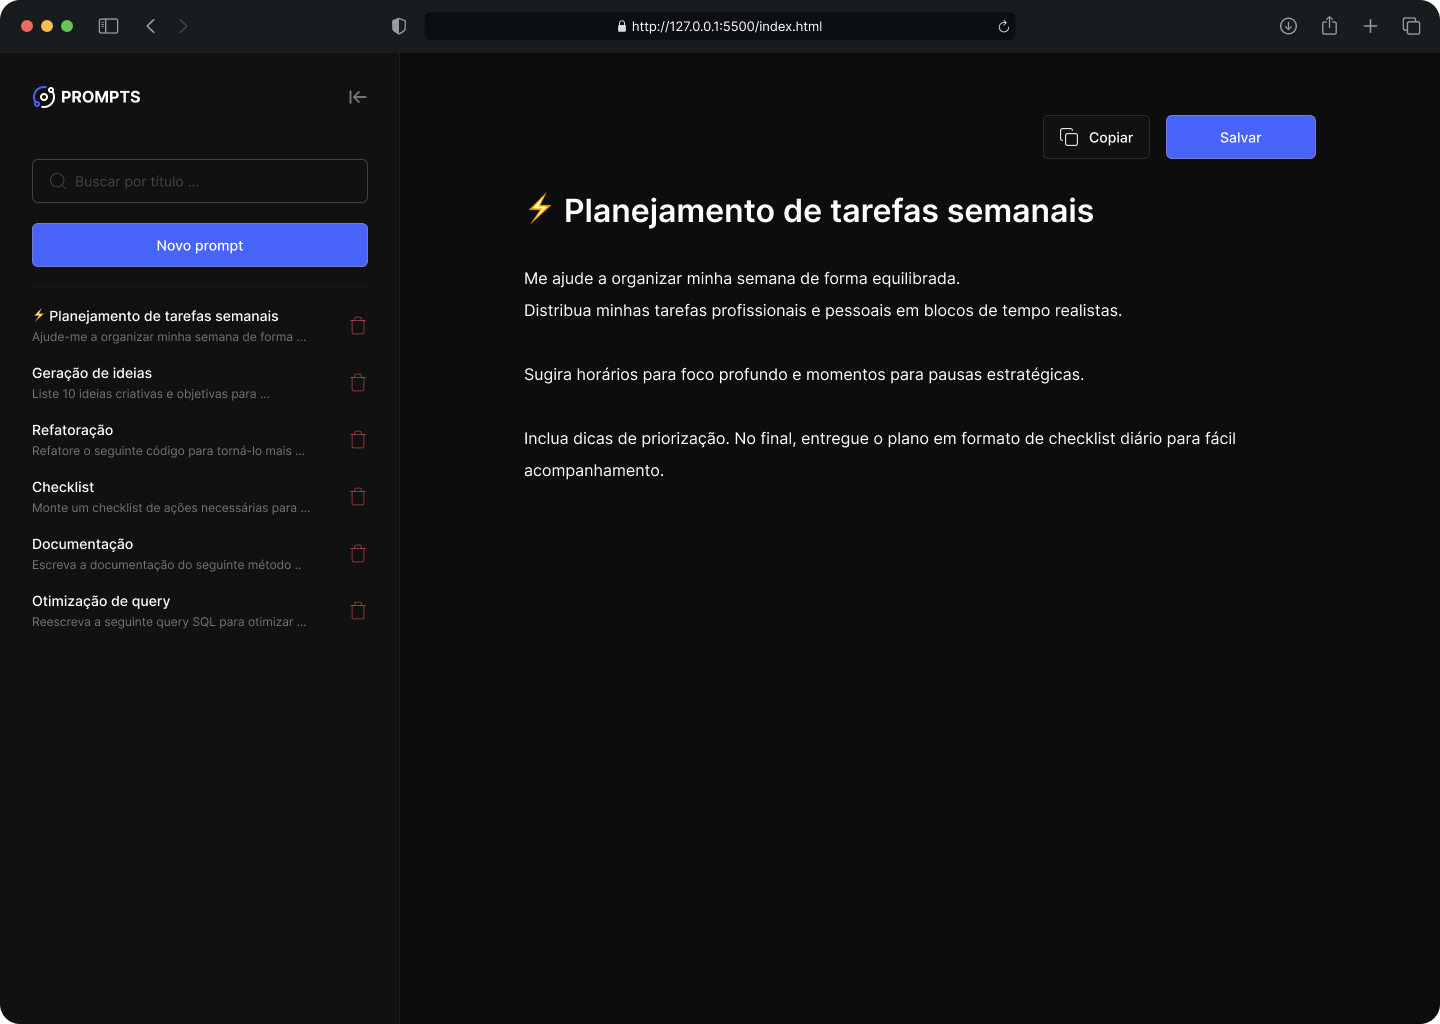 http://127.0.0.1:5500/index.html
PROMPTS
Buscar por título ...
Novo prompt
⚡ Planejamento de tarefas semanais
Ajude-me a organizar minha semana de forma ...
Geração de ideias
Liste 10 ideias criativas e objetivas para ...
Refatoração
Refatore o seguinte código para torná-lo mais ...
Checklist
Monte um checklist de ações necessárias para ...
Documentação
Escreva a documentação do seguinte método ..
Otimização de query
Reescreva a seguinte query SQL para otimizar ...
Copiar
Salvar
⚡ Planejamento de tarefas semanais
Me ajude a organizar minha semana de forma equilibrada.
Distribua minhas tarefas profissionais e pessoais em blocos de tempo realistas.
Sugira horários para foco profundo e momentos para pausas estratégicas.
Inclua dicas de priorização. No final, entregue o plano em formato de checklist diário para fácil
acompanhamento.